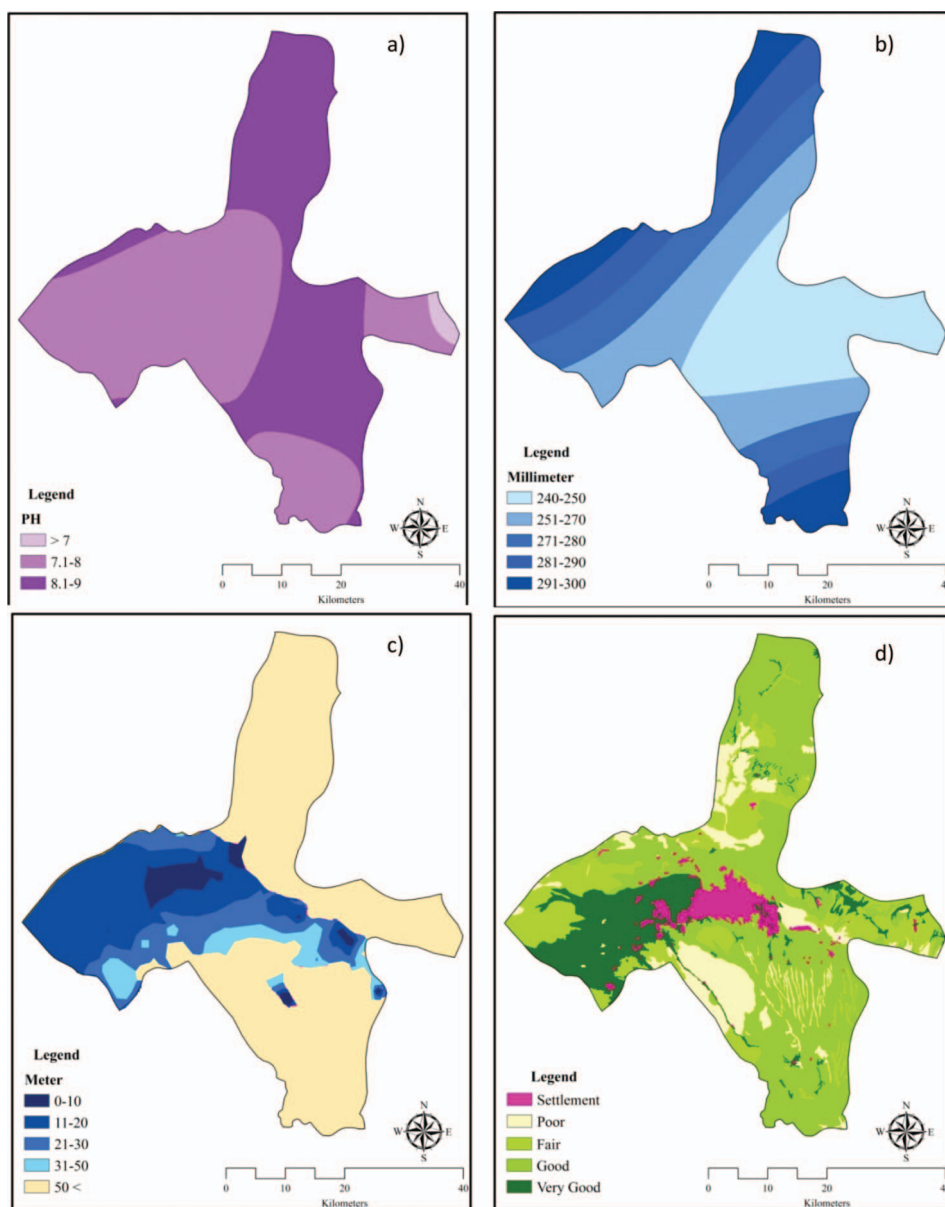 a)
Legend
PH
> 7
7.1-8
8.1-9
N
W
E
S
0 10 20 40
Kilometers
b)
Legend
Millimeter
240-250
251-270
271-280
281-290
291-300
N
W
E
S
0 10 20 40
Kilometers
c)
Legend
Meter
0-10
11-20
21-30
31-50
50 <
N
W
E
S
0 10 20 40
Kilometers
d)
Legend
Settlement
Poor
Fair
Good
Very Good
N
W
E
S
0 10 20 4
Kilometers